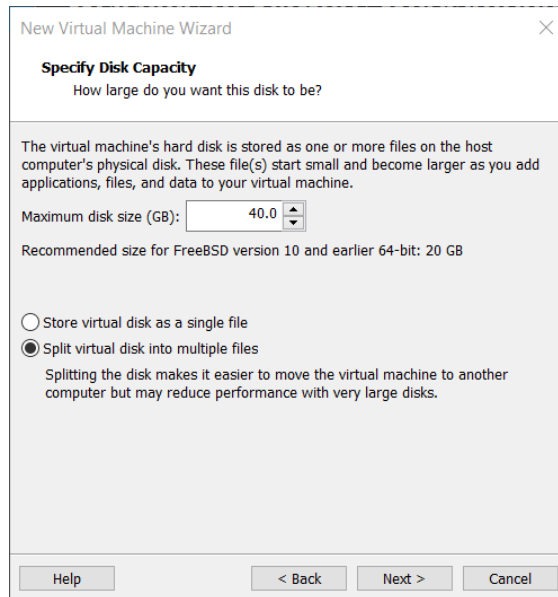 New Virtual Machine Wizard
Specify Disk Capacity
How large do you want this disk to be?
The virtual machine's hard disk is stored as one or more files on the host
computer's physical disk. These file(s) start small and become larger as you add
applications, files, and data to your virtual machine.
Maximum disk size (GB): 40.0
Recommended size for FreeBSD version 10 and earlier 64-bit: 20 GB
Store virtual disk as a single file
Split virtual disk into multiple files
Splitting the disk makes it easier to move the virtual machine to another
computer but may reduce performance with very large disks.
Help < Back Next > Cancel